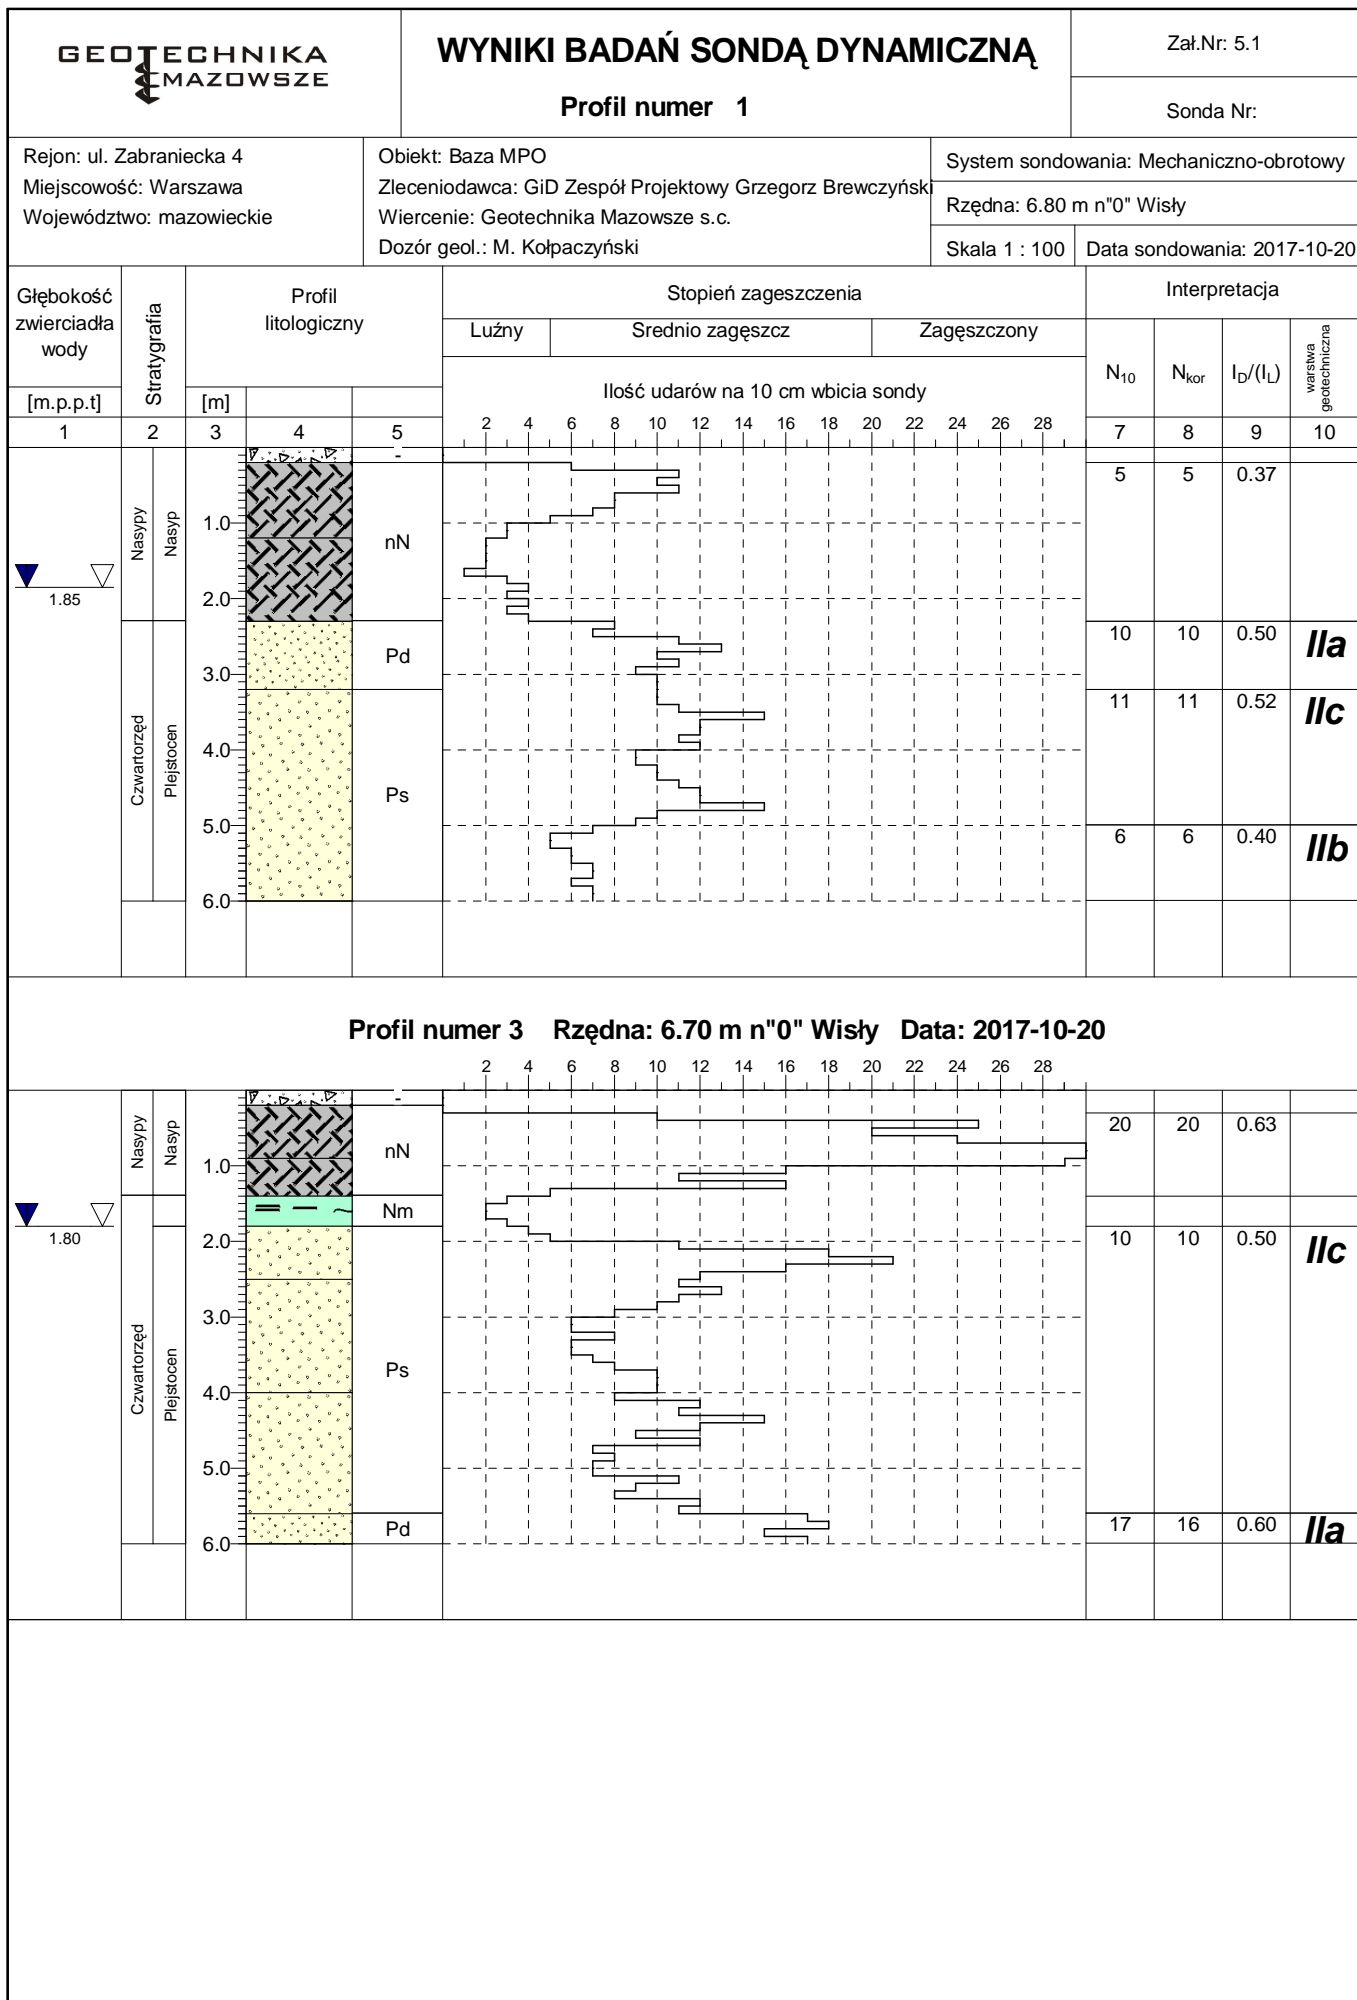 GEOTECHNIKA
MAZOWSZE
WYNIKI BADAŃ SONDĄ DYNAMICZNĄ
Profil numer 1
Zał.Nr: 5.1
Sonda Nr:
Rejon: ul. Zabraniecka 4
Miejscowość: Warszawa
Województwo: mazowieckie
Obiekt: Baza MPO
Zleceniodawca: GiD Zespół Projektowy Grzegorz Brewczyński
Wiercenie: Geotechnika Mazowsze s.c.
Dozór geol.: M. Kołpaczyński
System sondowania: Mechaniczno-obrotowy
Rzędna: 6.80 m n"0" Wisły
Skala 1 : 100
Data sondowania: 2017-10-20
Głębokość
zwierciadła
wody
[m.p.p.t]
Stratygrafia
Profil
litologiczny
[m]
Stopień zageszczenia
Luźny
Srednio zagęszcz
Zagęszczony
Ilość udarów na 10 cm wbicia sondy
Interpretacja
N10
Nkor
ID/(IL)
warstwa
geotechniczna
1 2 3 4 5
2 4 6 8 10 12 14 16 18 20 22 24 26 28
7 8 9 10
-
Nasypy
Nasyp
nN
5 5 0.37
1.0
1.85
2.0
Pd
10 10 0.50 IIa
3.0
Czwartorzęd
Plejstocen
Ps
11 11 0.52 IIc
4.0
5.0
6 6 0.40 IIb
6.0
Profil numer 3 Rzędna: 6.70 m n"0" Wisły Data: 2017-10-20
2 4 6 8 10 12 14 16 18 20 22 24 26 28
-
Nasypy
Nasyp
nN
20 20 0.63
1.0
Nm
1.80
2.0
10 10 0.50 IIc
3.0
Czwartorzęd
Plejstocen
Ps
4.0
5.0
Pd
17 16 0.60 IIa
6.0